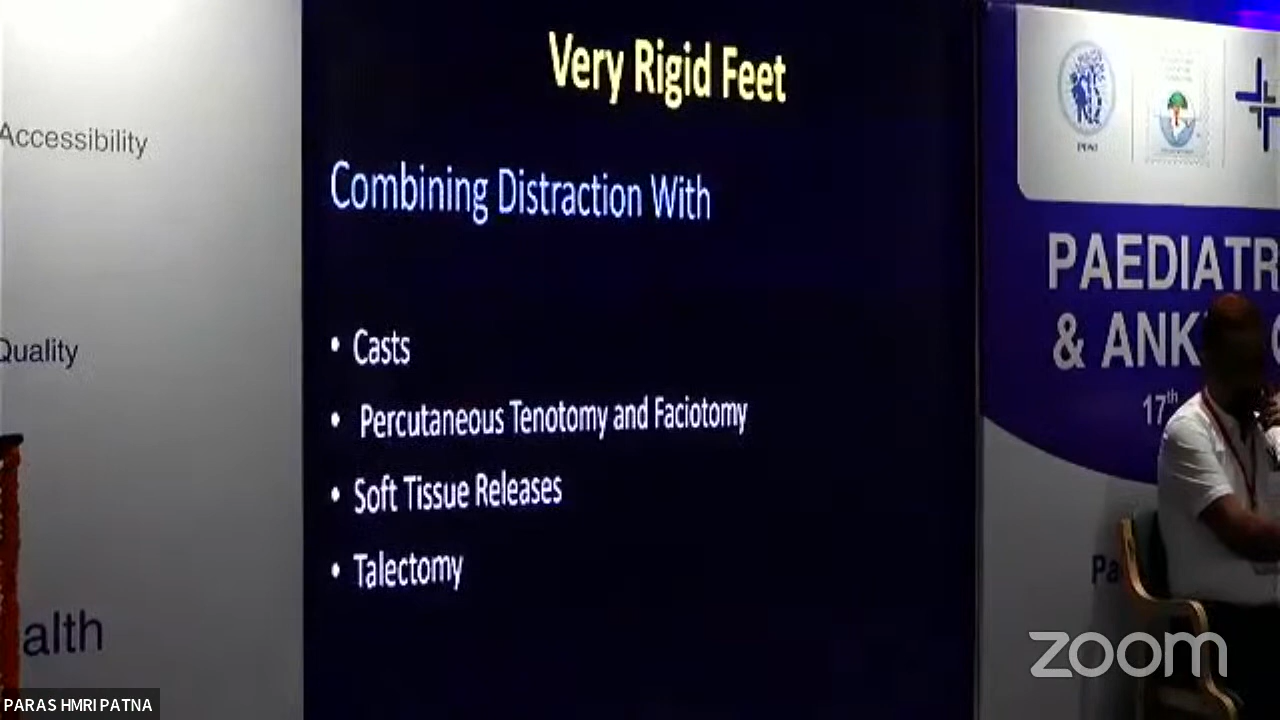 Very Rigid Feet
Combining Distraction With
• Casts
• Percutaneous Tenotomy and Faciotomy
• Soft Tissue Releases
• Talectomy
Accessibility
Quality
alth
PAEDIATR
& ANK
17th
Pa
zoom
PARAS HMRI PATNA